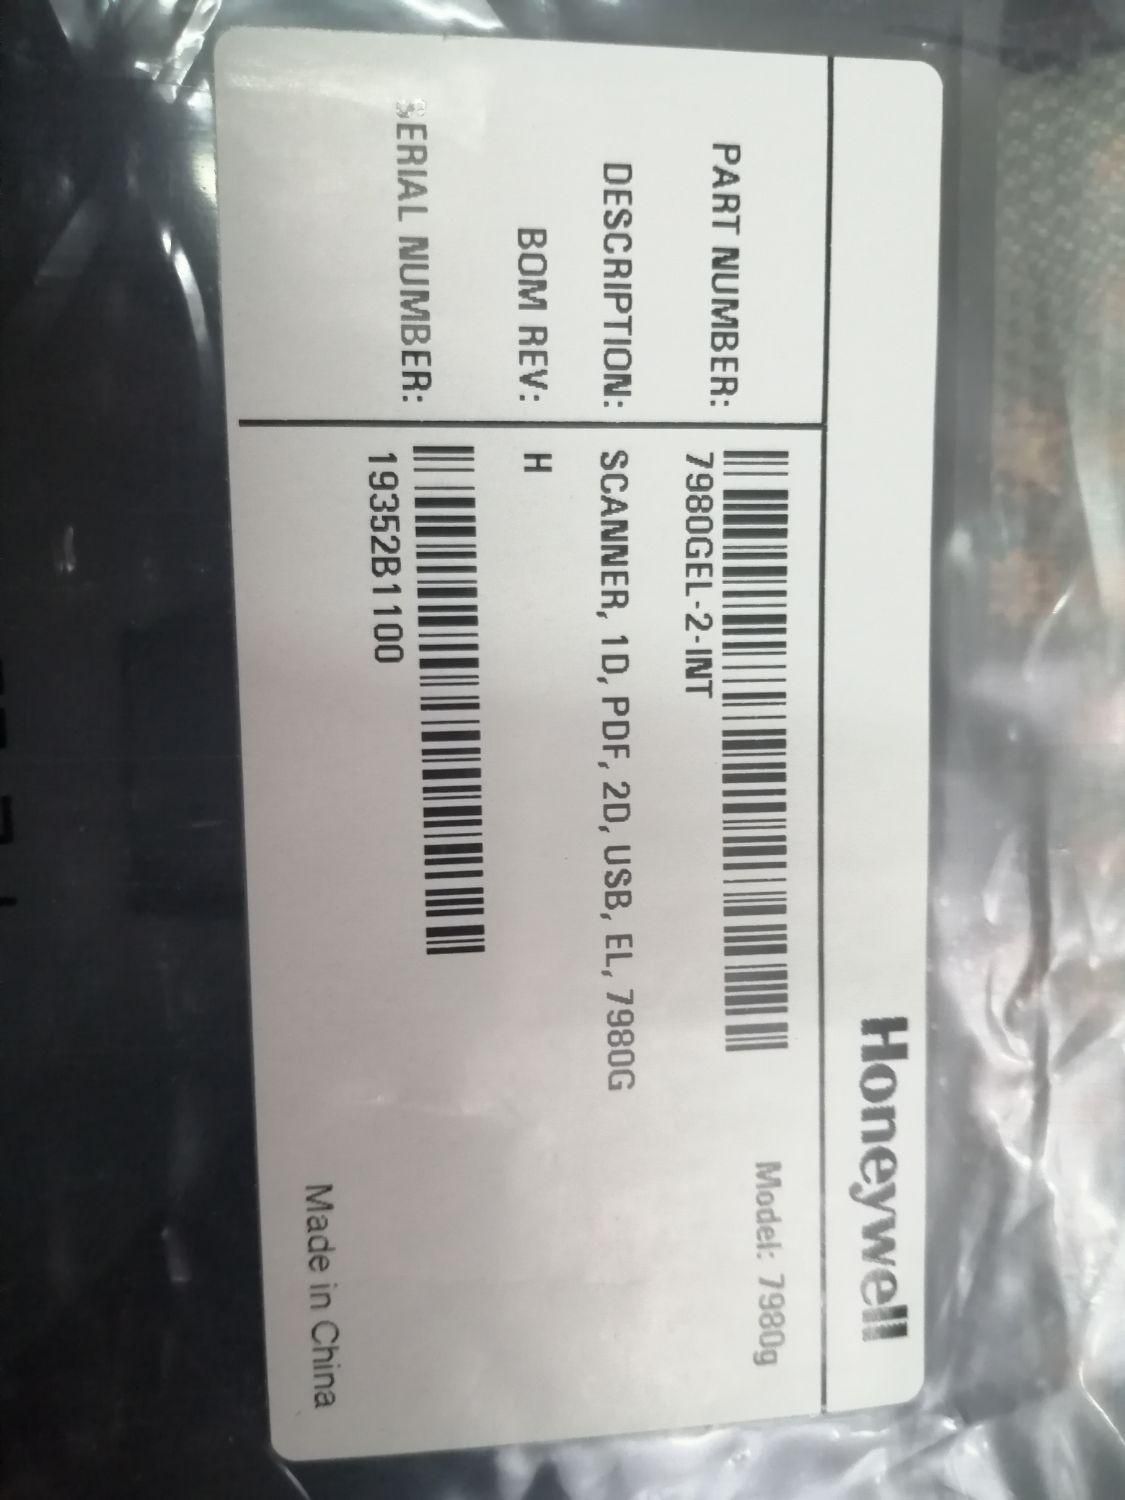 Honeywell
Model: 7980g
PART NUMBER:
7980GEL-2-INT
DESCRIPTION: SCANNER, 1D, PDF, 2D, USB, EL, 7980G
BOM REV: H
SERIAL NUMBER:
19352B1100
Made in China